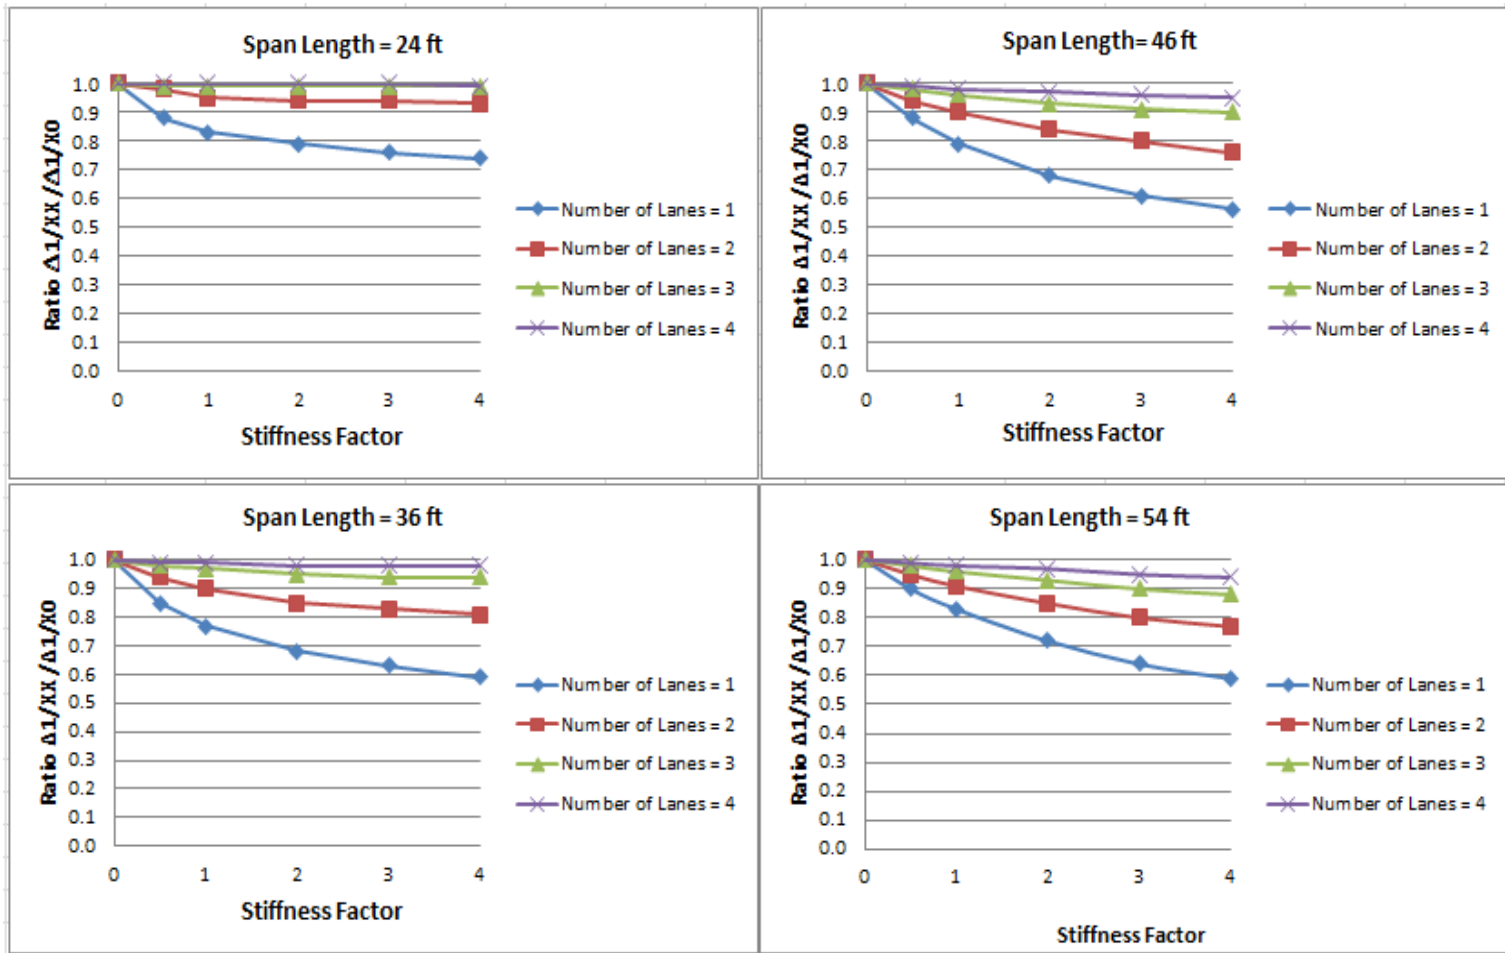 Span Length = 24 ft
Ratio Δ1/XX /Δ1/X0
1.0
0.9
0.8
0.7
0.6
0.5
0.4
0.3
0.2
0.1
0.0
0 1 2 3 4
Stiffness Factor
Number of Lanes = 1
Number of Lanes = 2
Number of Lanes = 3
Number of Lanes = 4
Span Length= 46 ft
Ratio Δ1/XX /Δ1/X0
1.0
0.9
0.8
0.7
0.6
0.5
0.4
0.3
0.2
0.1
0.0
0 1 2 3 4
Stiffness Factor
Number of Lanes = 1
Number of Lanes = 2
Number of Lanes = 3
Number of Lanes = 4
Span Length = 36 ft
Ratio Δ1/XX /Δ1/X0
1.0
0.9
0.8
0.7
0.6
0.5
0.4
0.3
0.2
0.1
0.0
0 1 2 3 4
Stiffness Factor
Number of Lanes = 1
Number of Lanes = 2
Number of Lanes = 3
Number of Lanes = 4
Span Length = 54 ft
Ratio Δ1/XX /Δ1/X0
1.0
0.9
0.8
0.7
0.6
0.5
0.4
0.3
0.2
0.1
0.0
0 1 2 3 4
Stiffness Factor
Number of Lanes = 1
Number of Lanes = 2
Number of Lanes = 3
Number of Lanes = 4